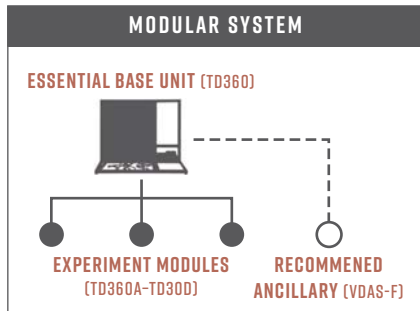 MODULAR SYSTEM
ESSENTIAL BASE UNIT (TD360)
EXPERIMENT MODULES
(TD360A–TD30D)
RECOMMENED
ANCILLARY (VDAS-F)